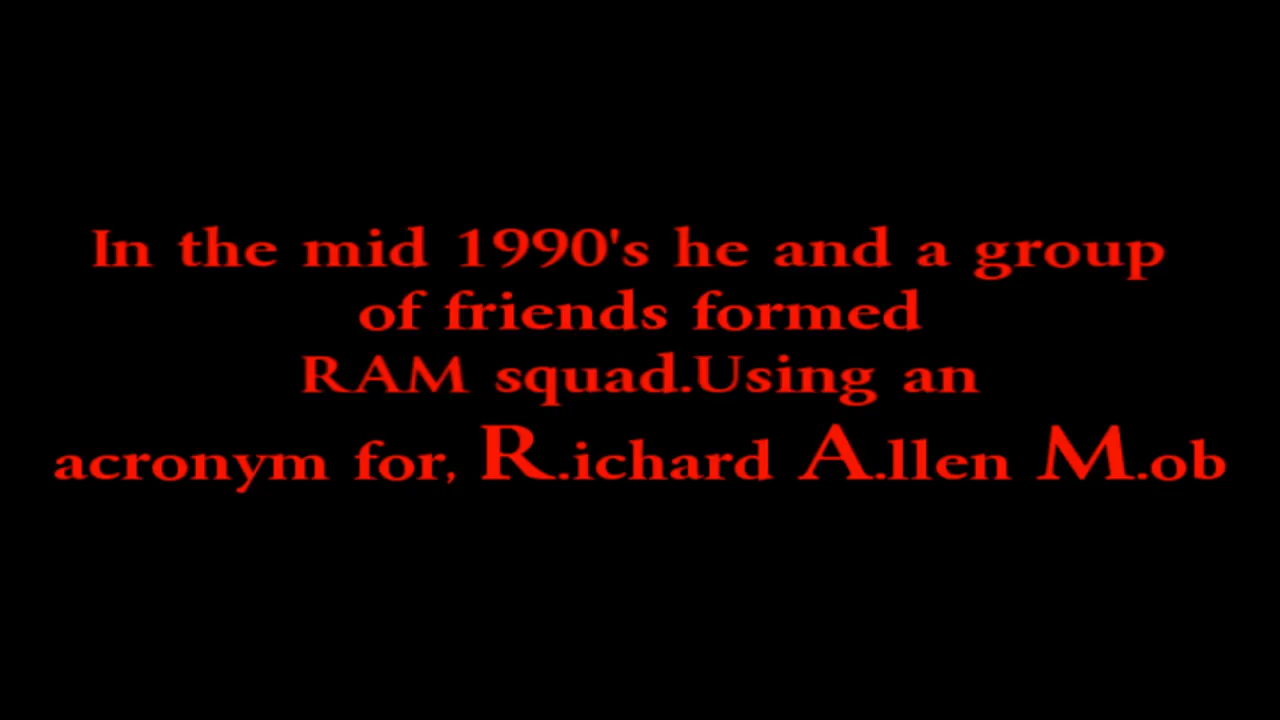 In the mid 1990's he and a group
of friends formed
RAM squad.Using an
acronym for, R.ichard A.llen M.ob